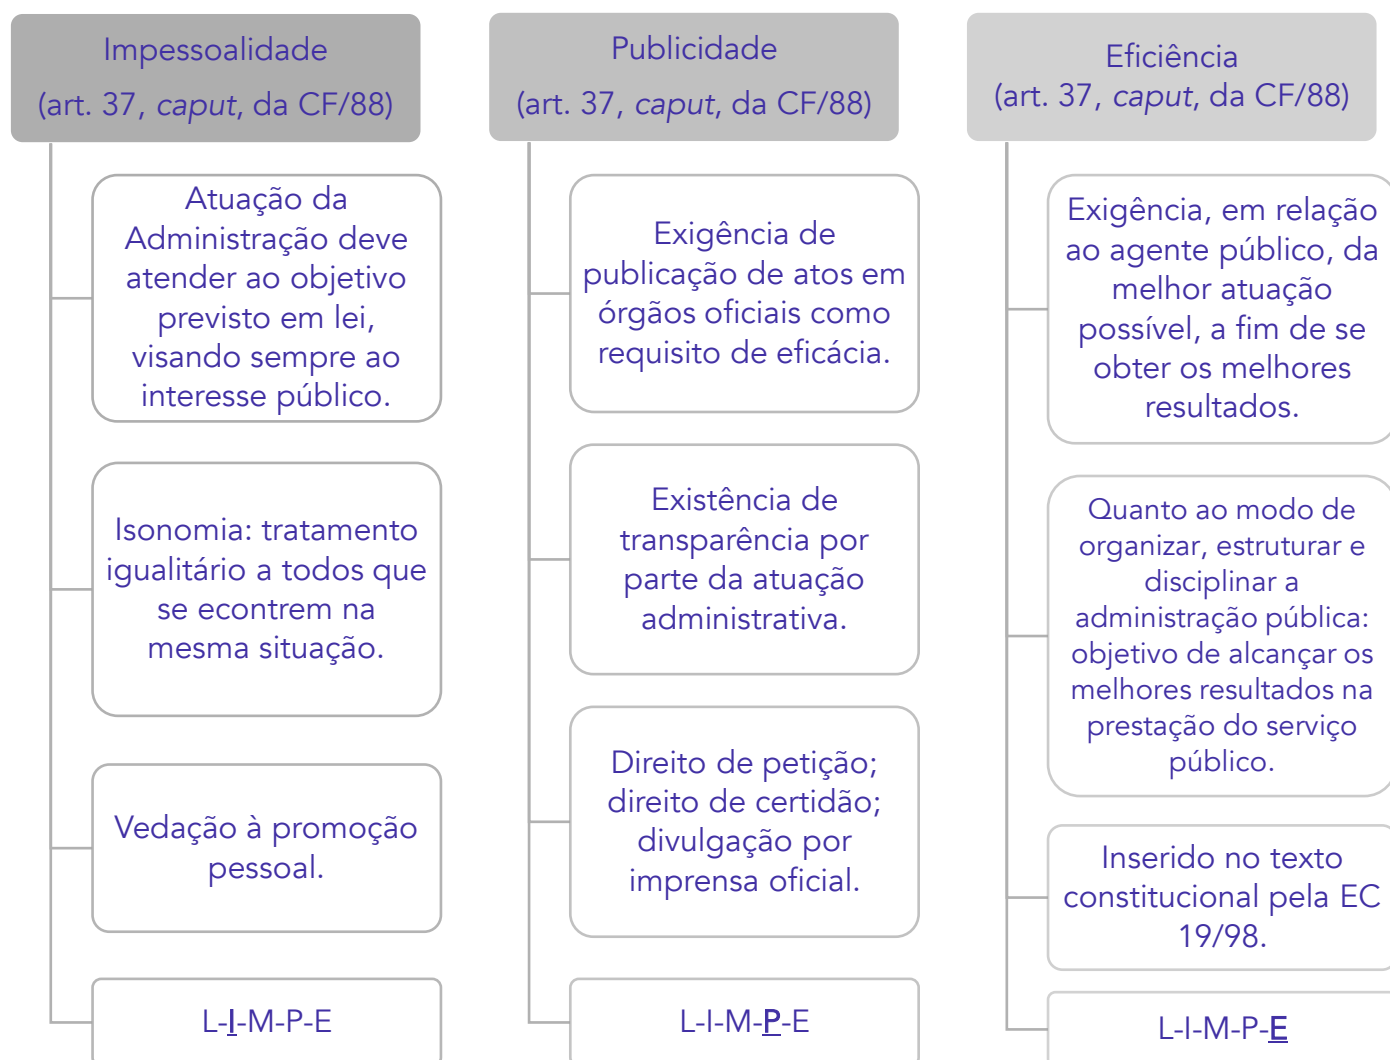 Impessoalidade
(art. 37, caput, da CF/88)
Atuação da
Administração deve
atender ao objetivo
previsto em lei,
visando sempre ao
interesse público.
Isonomia: tratamento
igualitário a todos que
se econtrem na
mesma situação.
Vedação à promoção
pessoal.
L-I-M-P-E
Publicidade
(art. 37, caput, da CF/88)
Exigência de
publicação de atos em
órgãos oficiais como
requisito de eficácia.
Existência de
transparência por
parte da atuação
administrativa.
Direito de petição;
direito de certidão;
divulgação por
imprensa oficial.
L-I-M-P-E
Eficiência
(art. 37, caput, da CF/88)
Exigência, em relação
ao agente público, da
melhor atuação
possível, a fim de se
obter os melhores
resultados.
Quanto ao modo de
organizar, estruturar e
disciplinar a
administração pública:
objetivo de alcançar os
melhores resultados na
prestação do serviço
público.
Inserido no texto
constitucional pela EC
19/98.
L-I-M-P-E